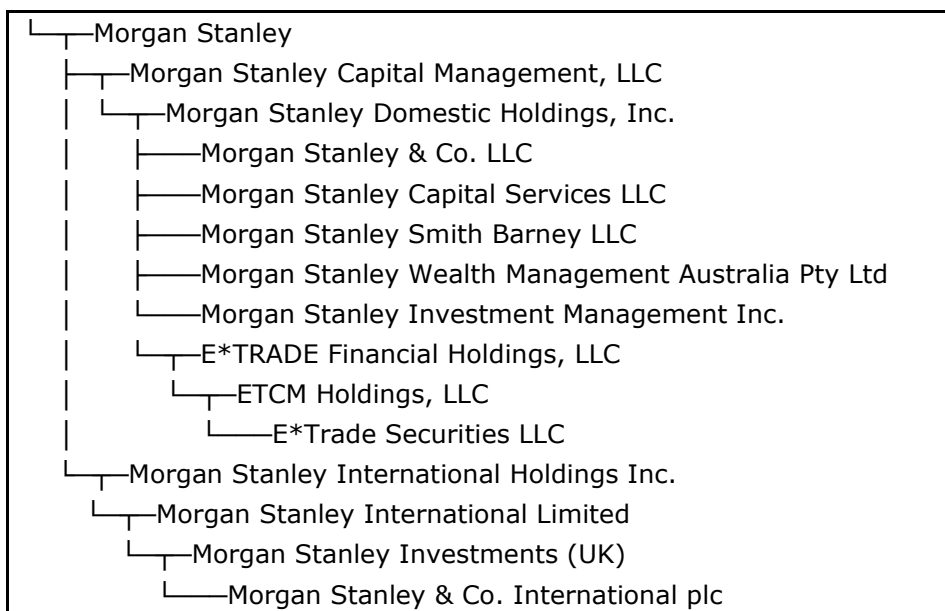 Morgan Stanley
Morgan Stanley Capital Management, LLC
Morgan Stanley Domestic Holdings, Inc.
Morgan Stanley & Co. LLC
Morgan Stanley Capital Services LLC
Morgan Stanley Smith Barney LLC
Morgan Stanley Wealth Management Australia Pty Ltd
Morgan Stanley Investment Management Inc.
E*TRADE Financial Holdings, LLC
ETCM Holdings, LLC
E*Trade Securities LLC
Morgan Stanley International Holdings Inc.
Morgan Stanley International Limited
Morgan Stanley Investments (UK)
Morgan Stanley & Co. International plc